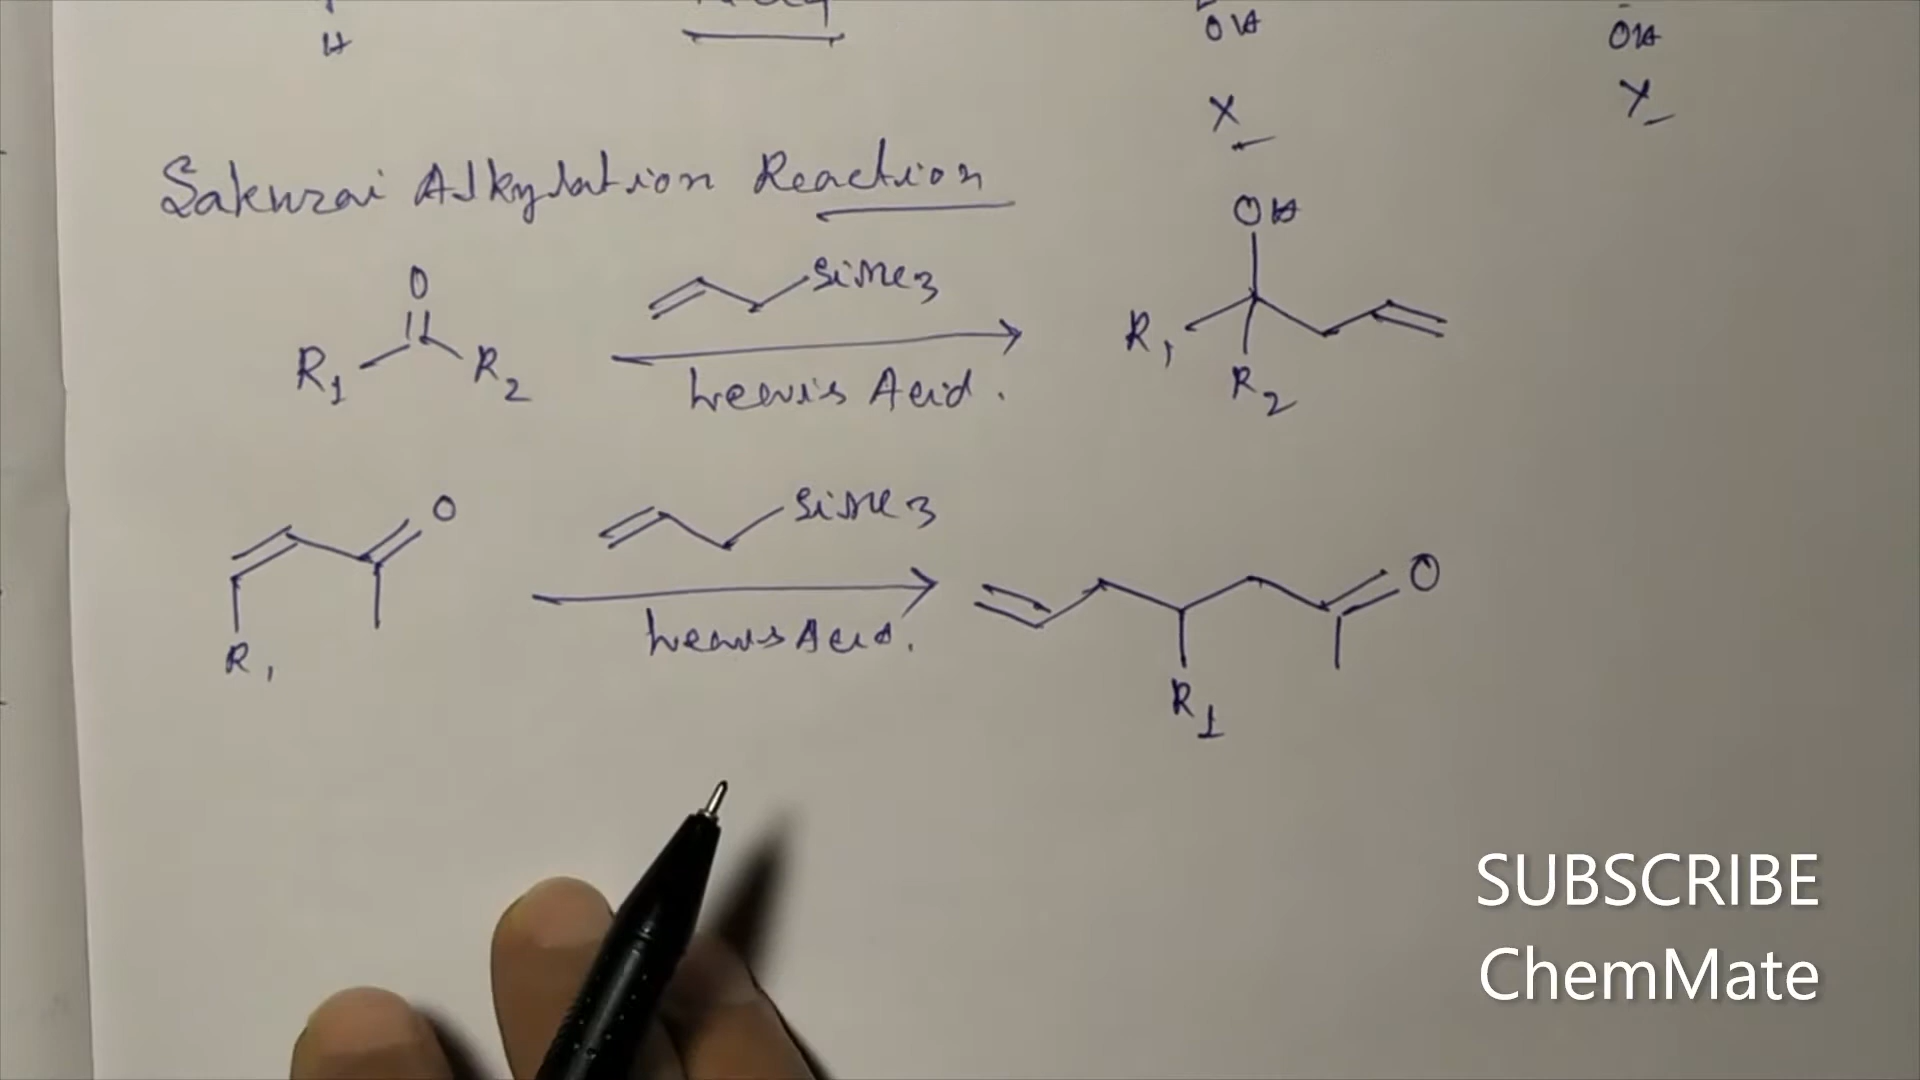 H
OH
OH
X
X
Sakurai Alkylation Reaction
OH
O
SiMe3
R1
R2
Lewis Acid.
R1
R2
O
SiMe3
O
Lewis Acid.
R1
R1
SUBSCRIBE
ChemMate